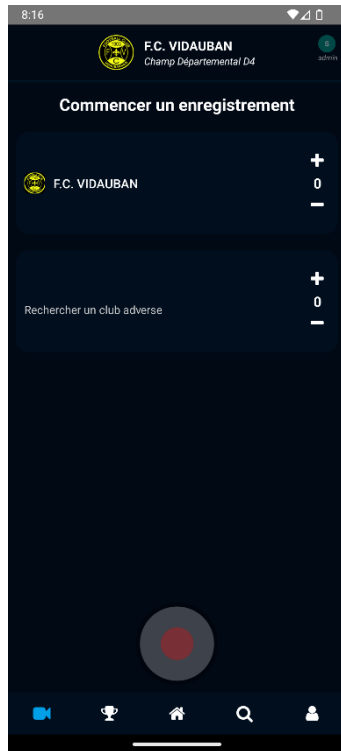 8:16
F.C. VIDAUBAN
Champ Départemental D4
S
admin
Commencer un enregistrement
F.C. VIDAUBAN
0
Rechercher un club adverse
0